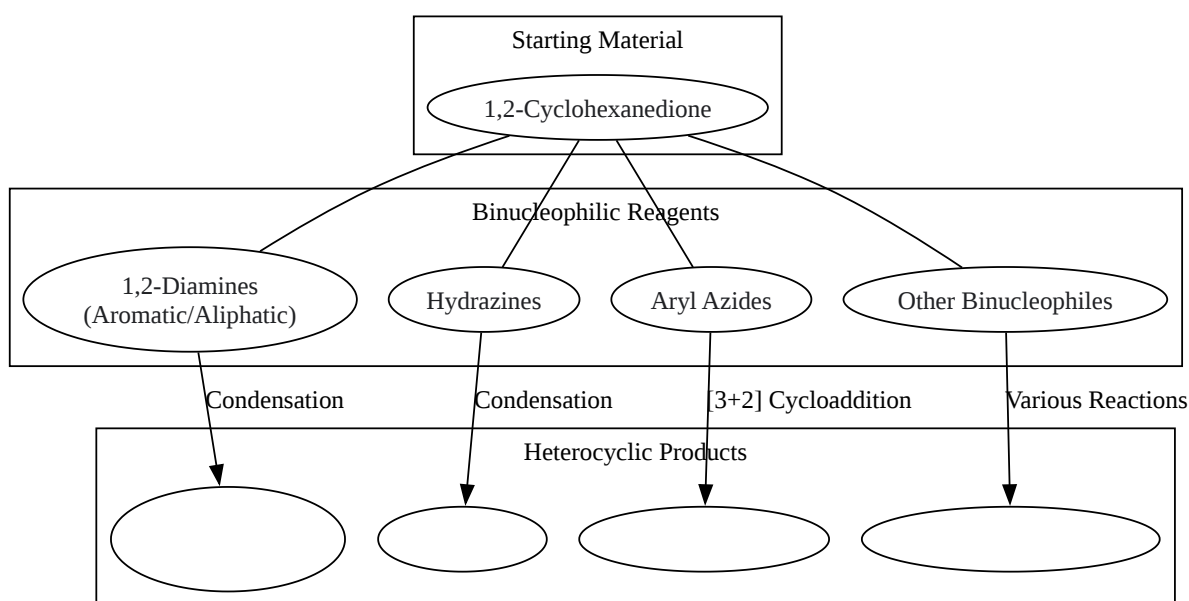 Starting Material
1,2-Cyclohexanedione
Binucleophilic Reagents
1,2-Diamines
(Aromatic/Aliphatic)
Hydrazines
Aryl Azides
Other Binucleophiles
Condensation
Condensation
[3+2] Cycloaddition
Various Reactions
Heterocyclic Products